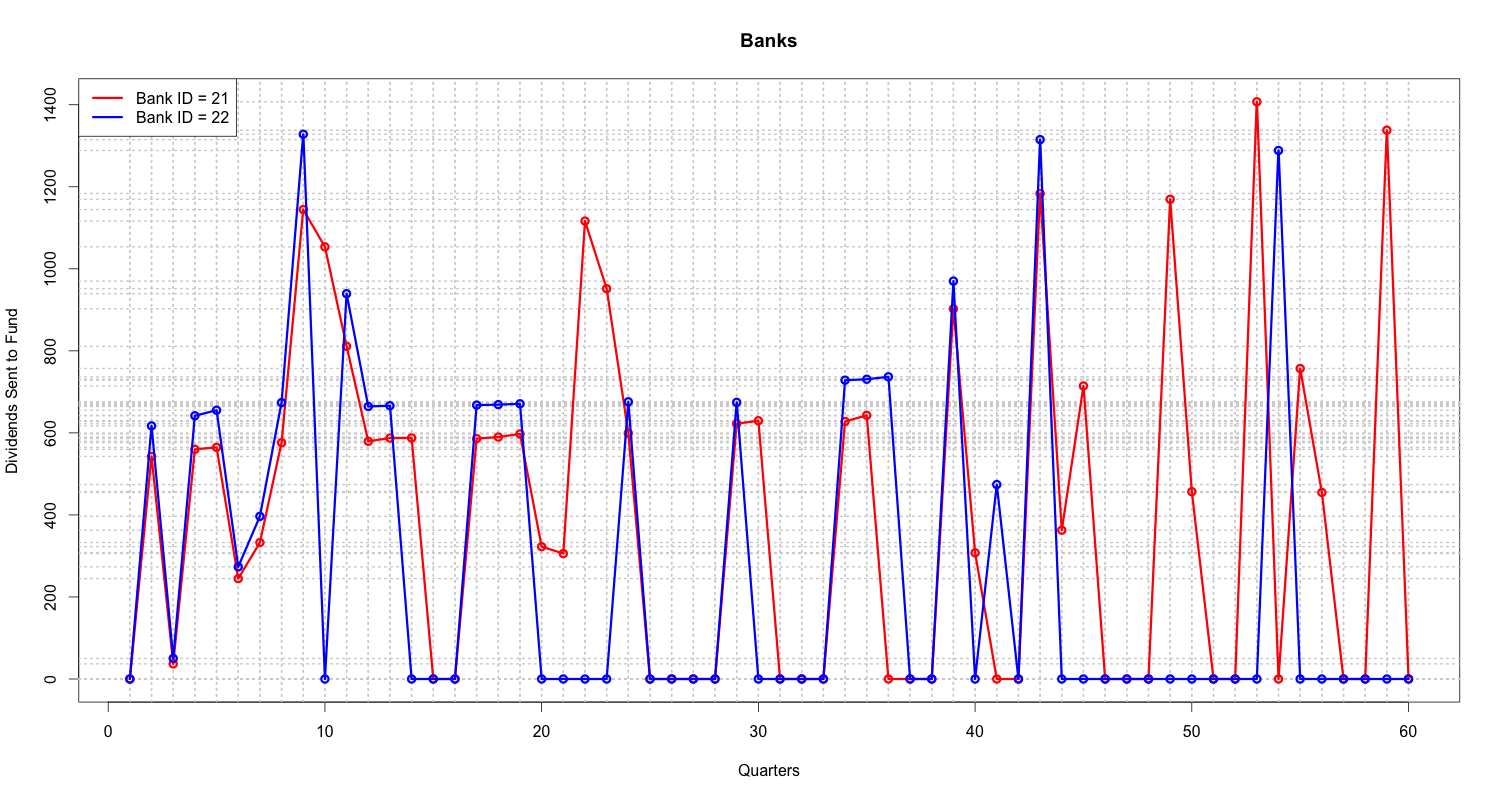 Banks
Bank ID = 21
Bank ID = 22
Dividends Sent to Fund
1400
1200
1000
800
600
400
200
0
0 10 20 30 40 50 60
Quarters